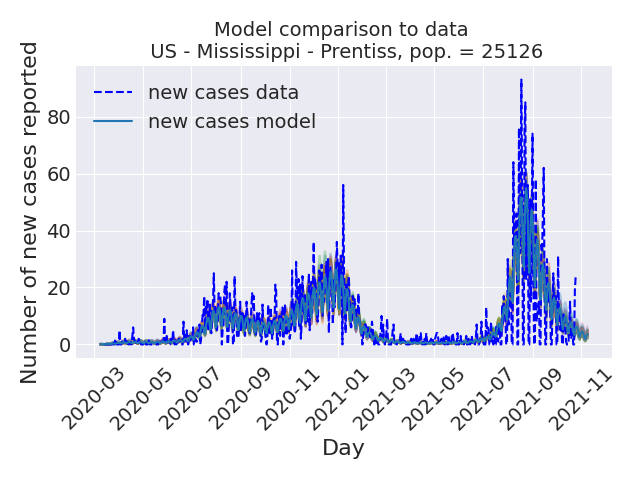 Model comparison to data
US - Mississippi - Prentiss, pop. = 25126
new cases data
new cases model
Number of new cases reported
80
60
40
20
0
2020-03
2020-05
2020-07
2020-09
2020-11
2021-01
2021-03
2021-05
2021-07
2021-09
2021-11
Day